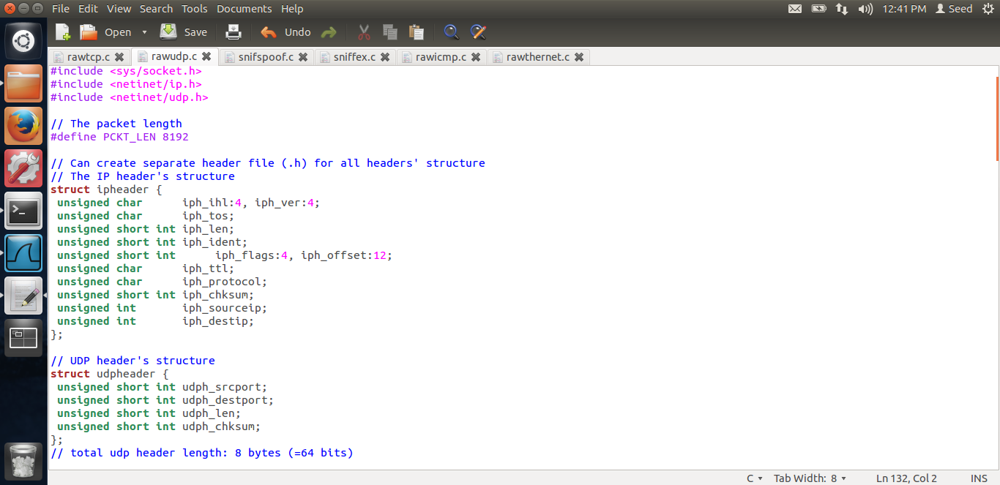 File Edit View Search Tools Documents Help 12:41 PM Seed
Open Save Undo
rawtcp.c rawudp.c snifspoof.c sniffex.c rawicmp.c rawthernet.c
#include <sys/socket.h>
#include <netinet/ip.h>
#include <netinet/udp.h>
// The packet length
#define PCKT_LEN 8192
// Can create separate header file (.h) for all headers' structure
// The IP header's structure
struct ipheader {
 unsigned char      iph_ihl:4, iph_ver:4;
 unsigned char      iph_tos;
 unsigned short int iph_len;
 unsigned short int iph_ident;
 unsigned short int      iph_flags:4, iph_offset:12;
 unsigned char      iph_ttl;
 unsigned char      iph_protocol;
 unsigned short int iph_chksum;
 unsigned int       iph_sourceip;
 unsigned int       iph_destip;
};
// UDP header's structure
struct udpheader {
 unsigned short int udph_srcport;
 unsigned short int udph_destport;
 unsigned short int udph_len;
 unsigned short int udph_chksum;
};
// total udp header length: 8 bytes (=64 bits)
C Tab Width: 8 Ln 132, Col 2 INS